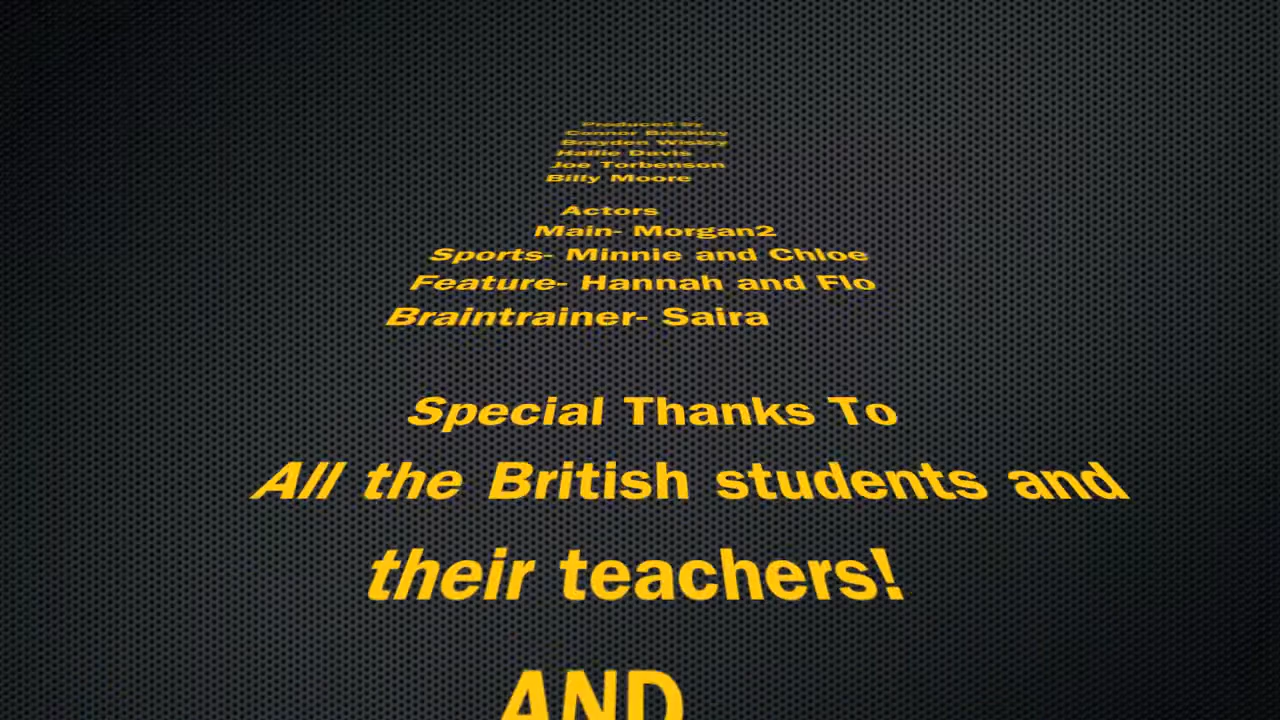 Produced by
Connor Brinkley
Brayden Wisley
Hallie Davis
Joe Torbenson
Billy Moore
Actors
Main- Morgan2
Sports- Minnie and Chloe
Feature- Hannah and Flo
Braintrainer- Saira
Special Thanks To
All the British students and
their teachers!
AND